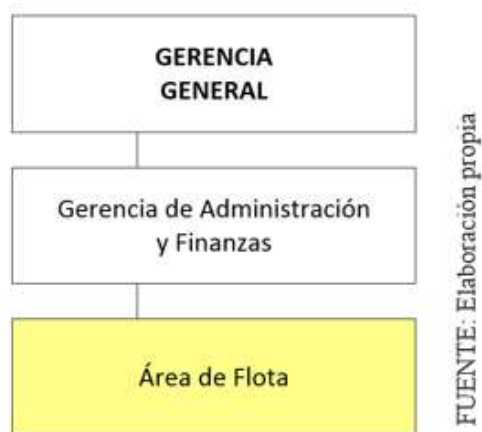 GERENCIA
GENERAL
Gerencia de Administración
y Finanzas
Área de Flota
FUENTE: Elaboración propia